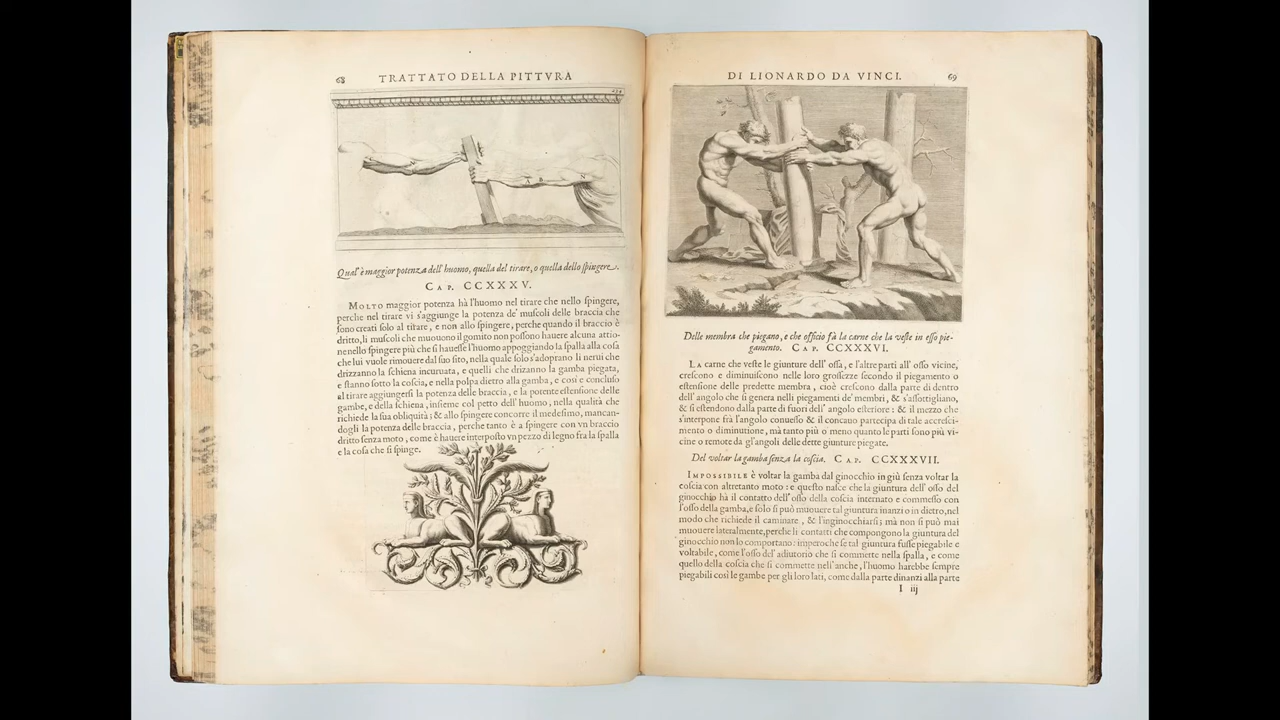 68 TRATTATO DELLA PITTVRA
A B N
Qual'è maggior potenza dell'huomo, quella del tirare, o quella dello spingere.
CAP. CCXXXV.
MOLTO maggior potenza hà l'huomo nel tirare che nello spingere,
perche nel tirare vi s'aggiunge la potenza de' muscoli delle braccia che
sono creati solo al tirare, e non allo spingere, perche quando il braccio è
dritto, li muscoli che muouono il gomito non possono hauere alcuna attio-
ne nello spingere più che si hauesse l'huomo appoggiando la spalla alla cosa
che lui vuole rimouere dal suo sito, nella quale solo s'adoprano li nerui che
drizzanno la schiena incuruata, e quelli che drizanno la gamba piegata,
e stanno sotto la coscia, e nella polpa dietro alla gamba, e cosi e concluso
al tirare aggiungersi la potenza delle braccia, e la potente estensione delle
gambe, e della schiena, insieme col petto dell'huomo, nella qualità che
richiede la sua obliquità; & allo spingere concorre il medesimo, mancan-
dogli la potenza delle braccia, perche tanto è a spingere con vn braccio
dritto senza moto, come è hauere interposto vn pezzo di legno fra la spalla
e la cosa che si spinge.
DI LIONARDO DA VINCI. 69
Delle membra che piegano, e che officio fà la carne che la veste in esso pie-
gamento. CAP. CCXXXVI.
LA carne che veste le giunture dell'ossa, e l'altre parti all'osso vicine,
crescono e diminuiscono nelle loro grossezze secondo il piegamento o
estensione delle predette membra, cioè crescono dalla parte di dentro
dell'angolo che si genera nelli piegamenti de' membri, & s'assottigliano,
& si estendono dalla parte di fuori dell'angolo esteriore: & il mezzo che
s'interpone frà l'angolo conuesso & il concauo partecipa di tale accresci-
mento o diminutione, mà tanto più o meno quanto le parti sono più vi-
cine o remote da gl'angoli delle dette giunture piegate.
Del voltar la gamba senza la coscia. CAP. CCXXXVII.
IMPOSSIBILE è voltar la gamba dal ginocchio in giù senza voltar la
coscia con altretanto moto: e questo nasce che la giuntura dell'osso del
ginocchio hà il contatto dell'osso della coscia internato e commesso con
l'osso della gamba, e solo si può muouere tal giuntura inanzi o in dietro, nel
modo che richiede il caminare, & l'inginocchiarsi; mà non si può mai
muouere lateralmente, perche li contatti che compongono la giuntura del
ginocchio non lo comportano: imperoche se tal giuntura fusse piegabile e
voltabile, come l'osso del'adiutorio che si commette nella spalla, e come
quello della coscia che si commette nell'anche, l'huomo harebbe sempre
piegabili cosi le gambe per gli loro lati, come dalla parte dinanzi alla parte
I iij